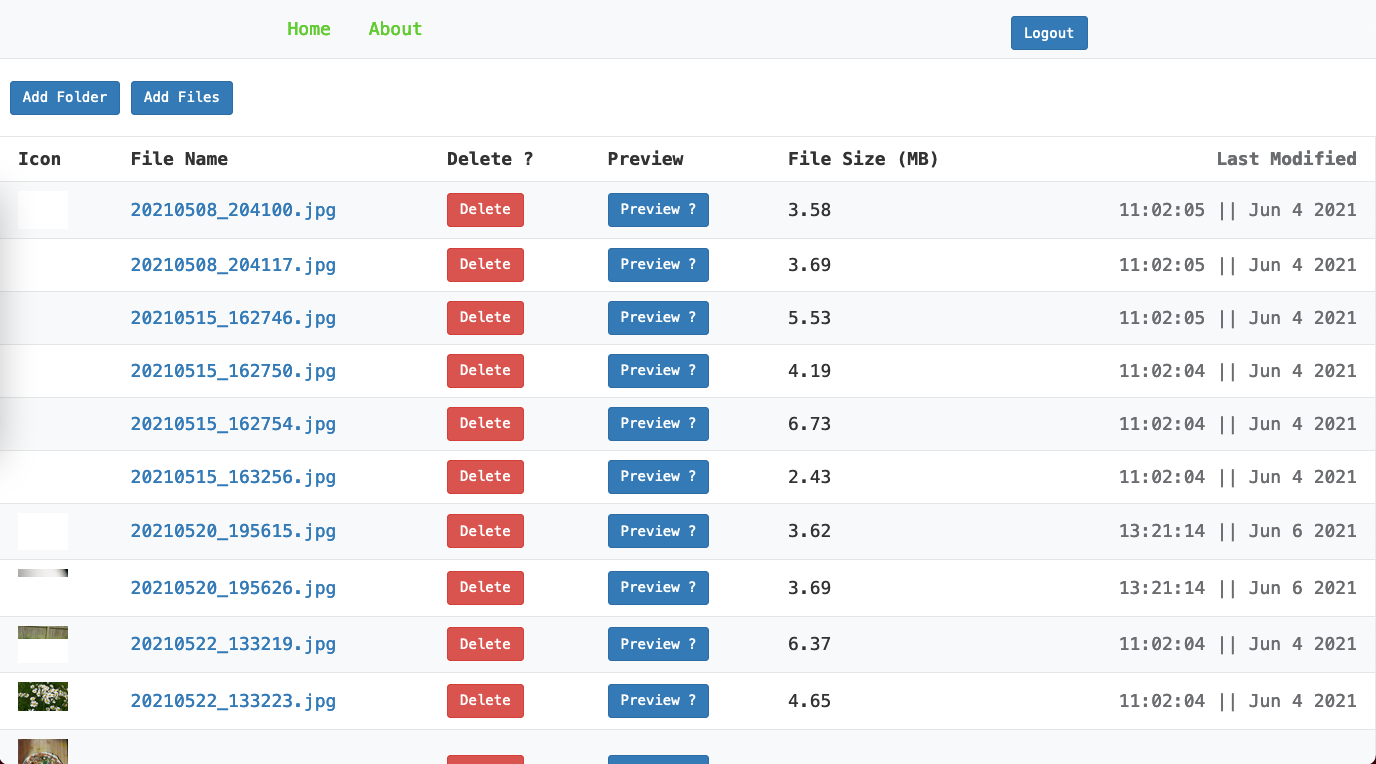 Home About Logout
Add Folder Add Files
Icon File Name Delete ? Preview File Size (MB) Last Modified
20210508_204100.jpg Delete Preview ? 3.58 11:02:05 || Jun 4 2021
20210508_204117.jpg Delete Preview ? 3.69 11:02:05 || Jun 4 2021
20210515_162746.jpg Delete Preview ? 5.53 11:02:05 || Jun 4 2021
20210515_162750.jpg Delete Preview ? 4.19 11:02:04 || Jun 4 2021
20210515_162754.jpg Delete Preview ? 6.73 11:02:04 || Jun 4 2021
20210515_163256.jpg Delete Preview ? 2.43 11:02:04 || Jun 4 2021
20210520_195615.jpg Delete Preview ? 3.62 13:21:14 || Jun 6 2021
20210520_195626.jpg Delete Preview ? 3.69 13:21:14 || Jun 6 2021
20210522_133219.jpg Delete Preview ? 6.37 11:02:04 || Jun 4 2021
20210522_133223.jpg Delete Preview ? 4.65 11:02:04 || Jun 4 2021